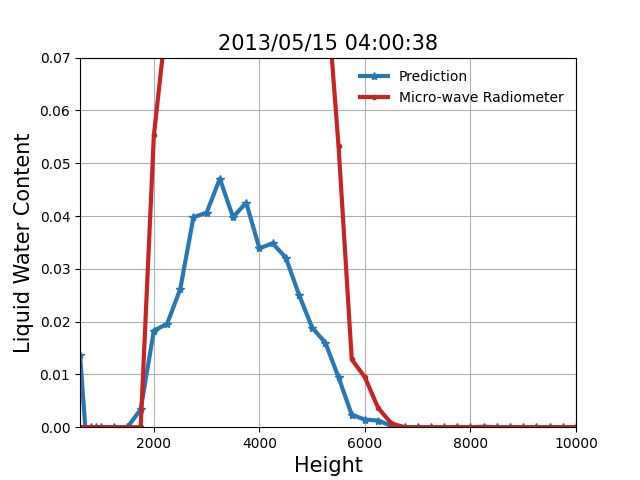 2013/05/15 04:00:38
Prediction
Micro-wave Radiometer
Liquid Water Content
0.07
0.06
0.05
0.04
0.03
0.02
0.01
0.00
2000 4000 6000 8000 10000
Height